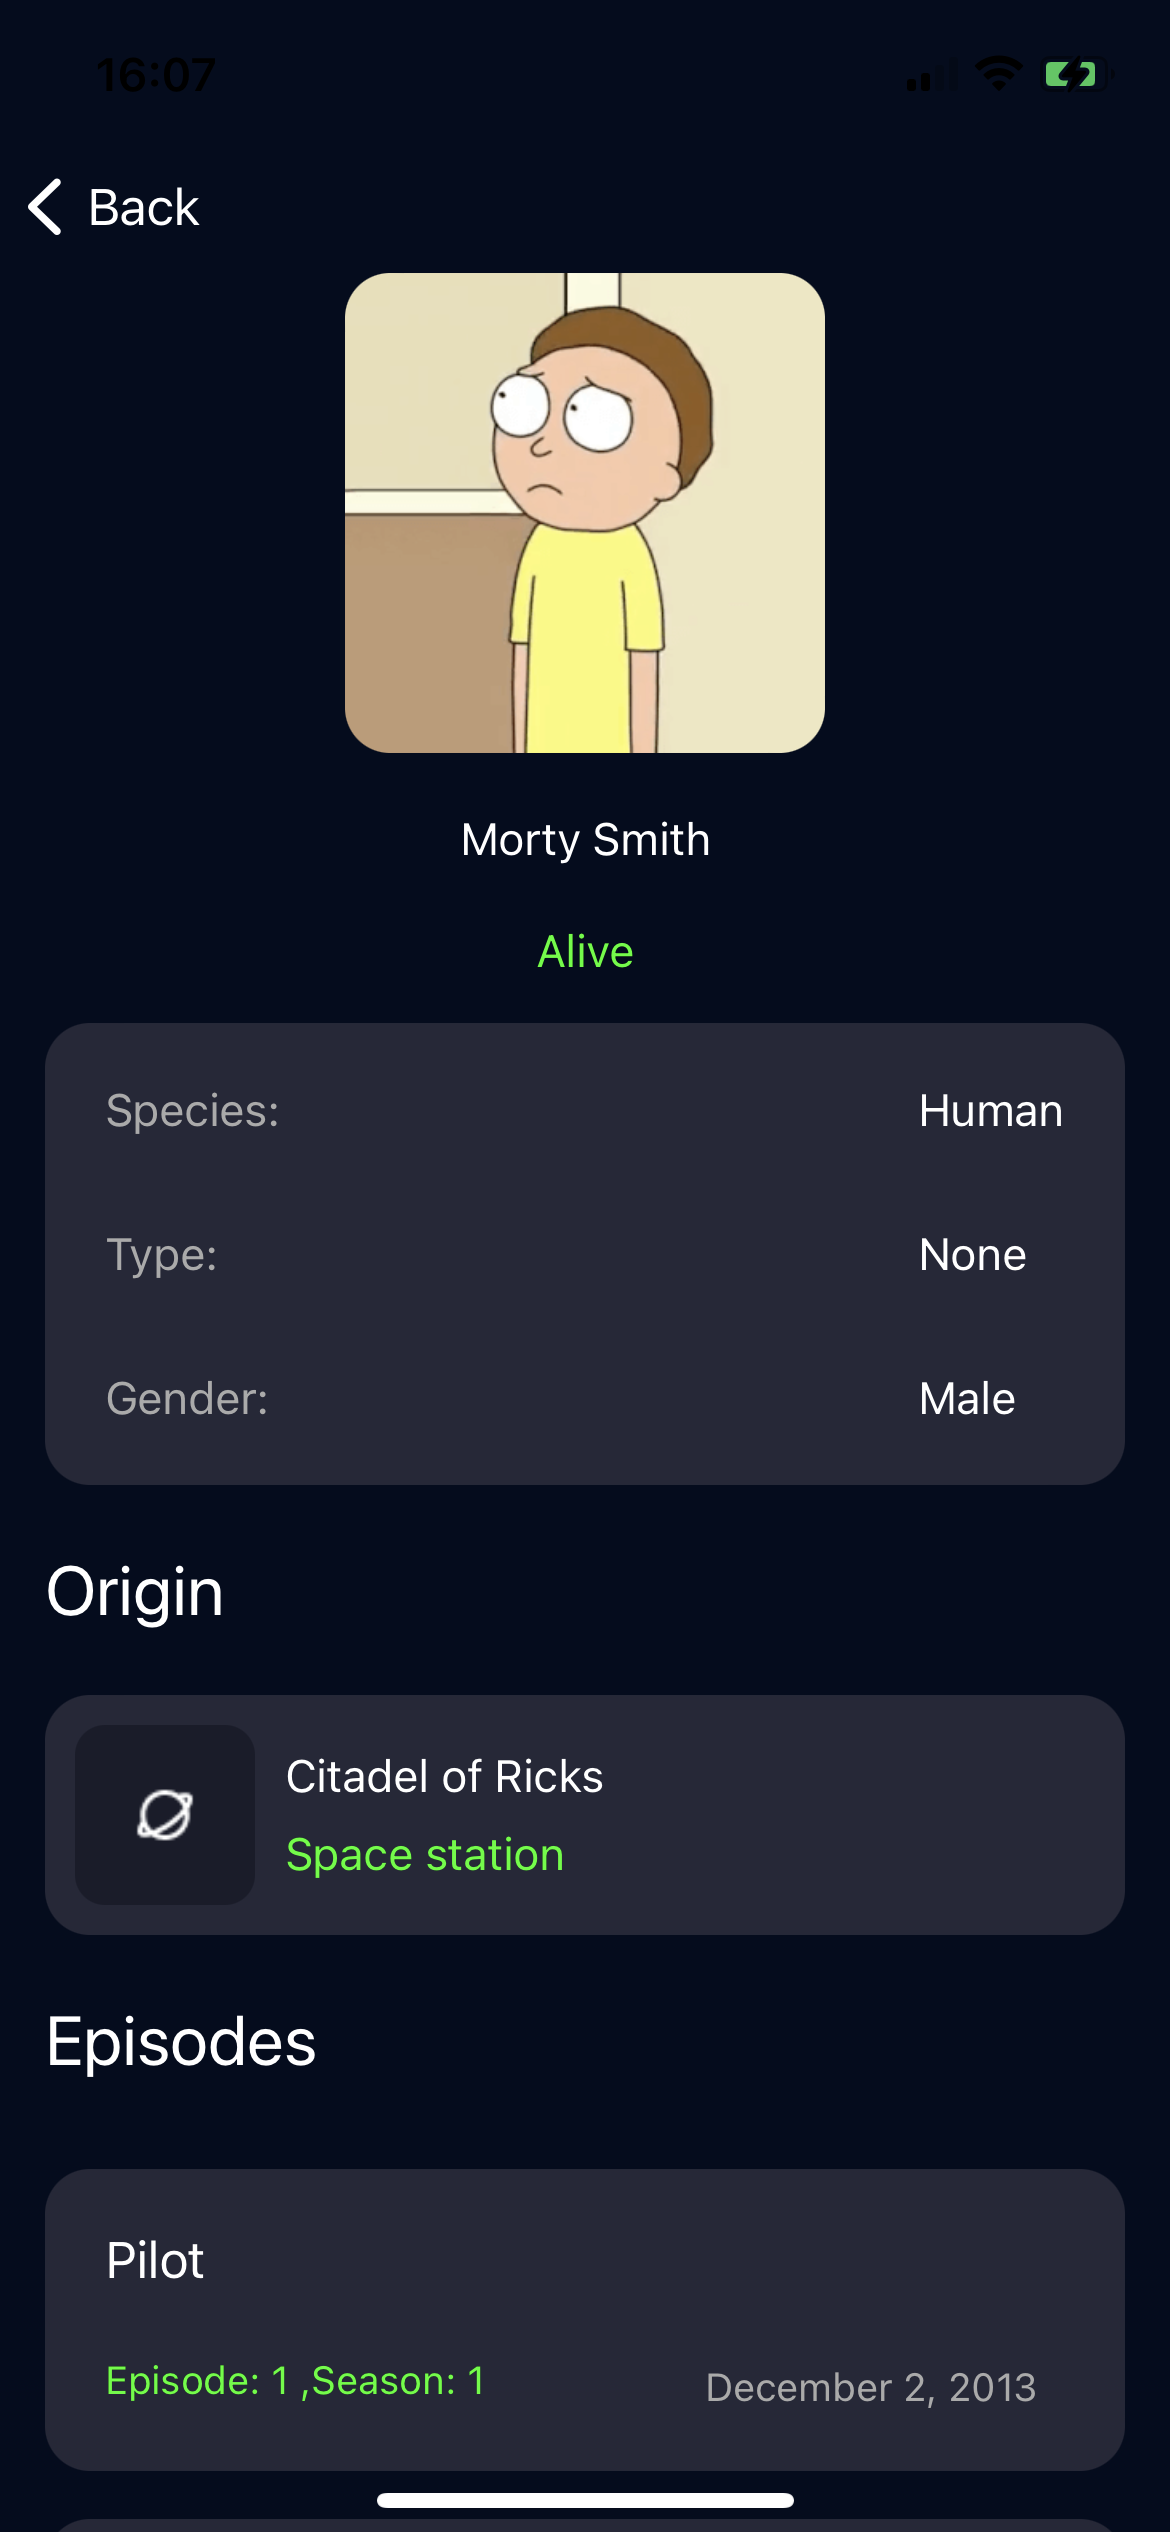 16:07
Back
Morty Smith
Alive
Species: Human
Type: None
Gender: Male
Origin
Citadel of Ricks
Space station
Episodes
Pilot
Episode: 1 ,Season: 1 December 2, 2013